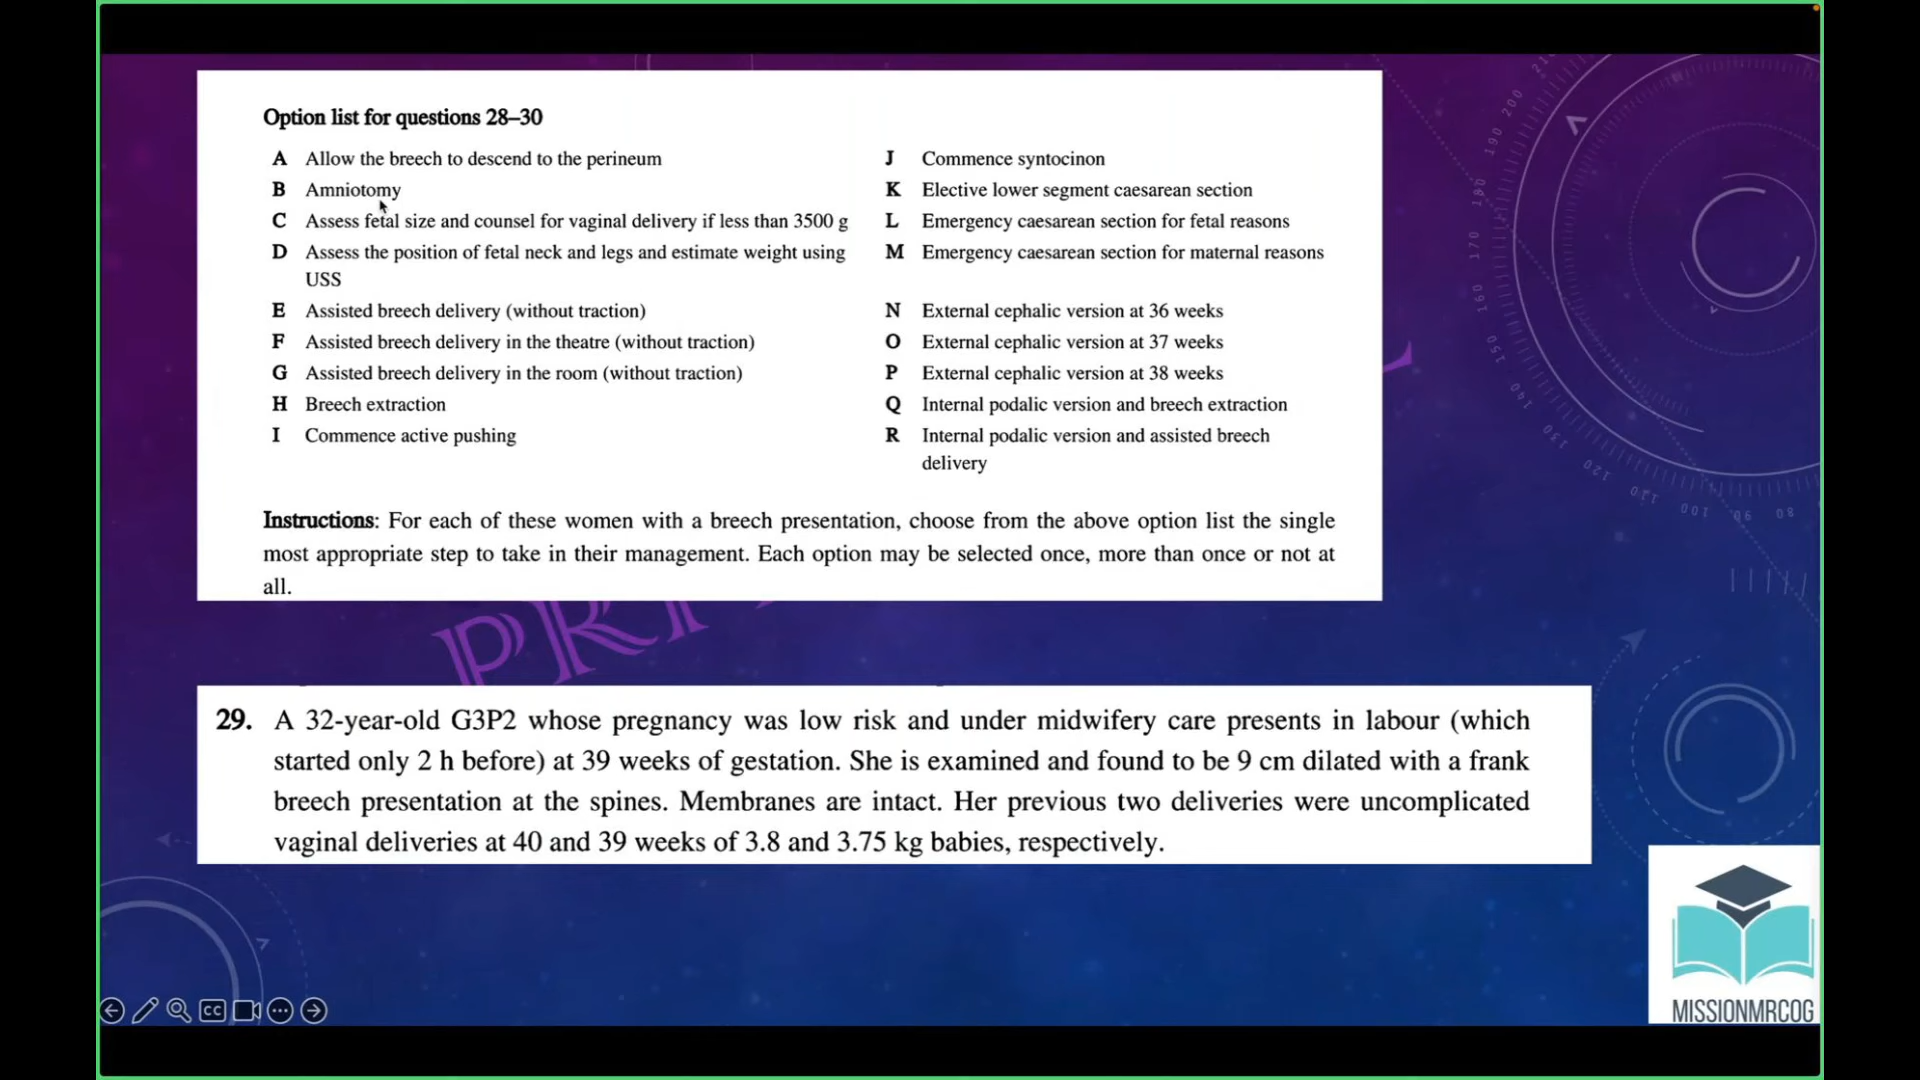 Option list for questions 28–30
A Allow the breech to descend to the perineum
B Amniotomy
C Assess fetal size and counsel for vaginal delivery if less than 3500 g
D Assess the position of fetal neck and legs and estimate weight using
USS
E Assisted breech delivery (without traction)
F Assisted breech delivery in the theatre (without traction)
G Assisted breech delivery in the room (without traction)
H Breech extraction
I Commence active pushing
J Commence syntocinon
K Elective lower segment caesarean section
L Emergency caesarean section for fetal reasons
M Emergency caesarean section for maternal reasons
N External cephalic version at 36 weeks
O External cephalic version at 37 weeks
P External cephalic version at 38 weeks
Q Internal podalic version and breech extraction
R Internal podalic version and assisted breech
delivery
Instructions: For each of these women with a breech presentation, choose from the above option list the single
most appropriate step to take in their management. Each option may be selected once, more than once or not at
all.
29. A 32-year-old G3P2 whose pregnancy was low risk and under midwifery care presents in labour (which
started only 2 h before) at 39 weeks of gestation. She is examined and found to be 9 cm dilated with a frank
breech presentation at the spines. Membranes are intact. Her previous two deliveries were uncomplicated
vaginal deliveries at 40 and 39 weeks of 3.8 and 3.75 kg babies, respectively.
MISSIONMRCOG
CC